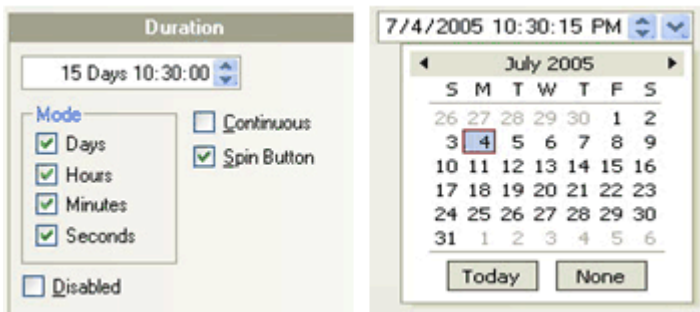 Duration
15 Days 10:30:00
Mode
Days
Hours
Minutes
Seconds
Continuous
Spin Button
Disabled
7/4/2005 10:30:15 PM
July 2005
S M T W T F S
26 27 28 29 30 1 2
3 4 5 6 7 8 9
10 11 12 13 14 15 16
17 18 19 20 21 22 23
24 25 26 27 28 29 30
31 1 2 3 4 5 6
Today None